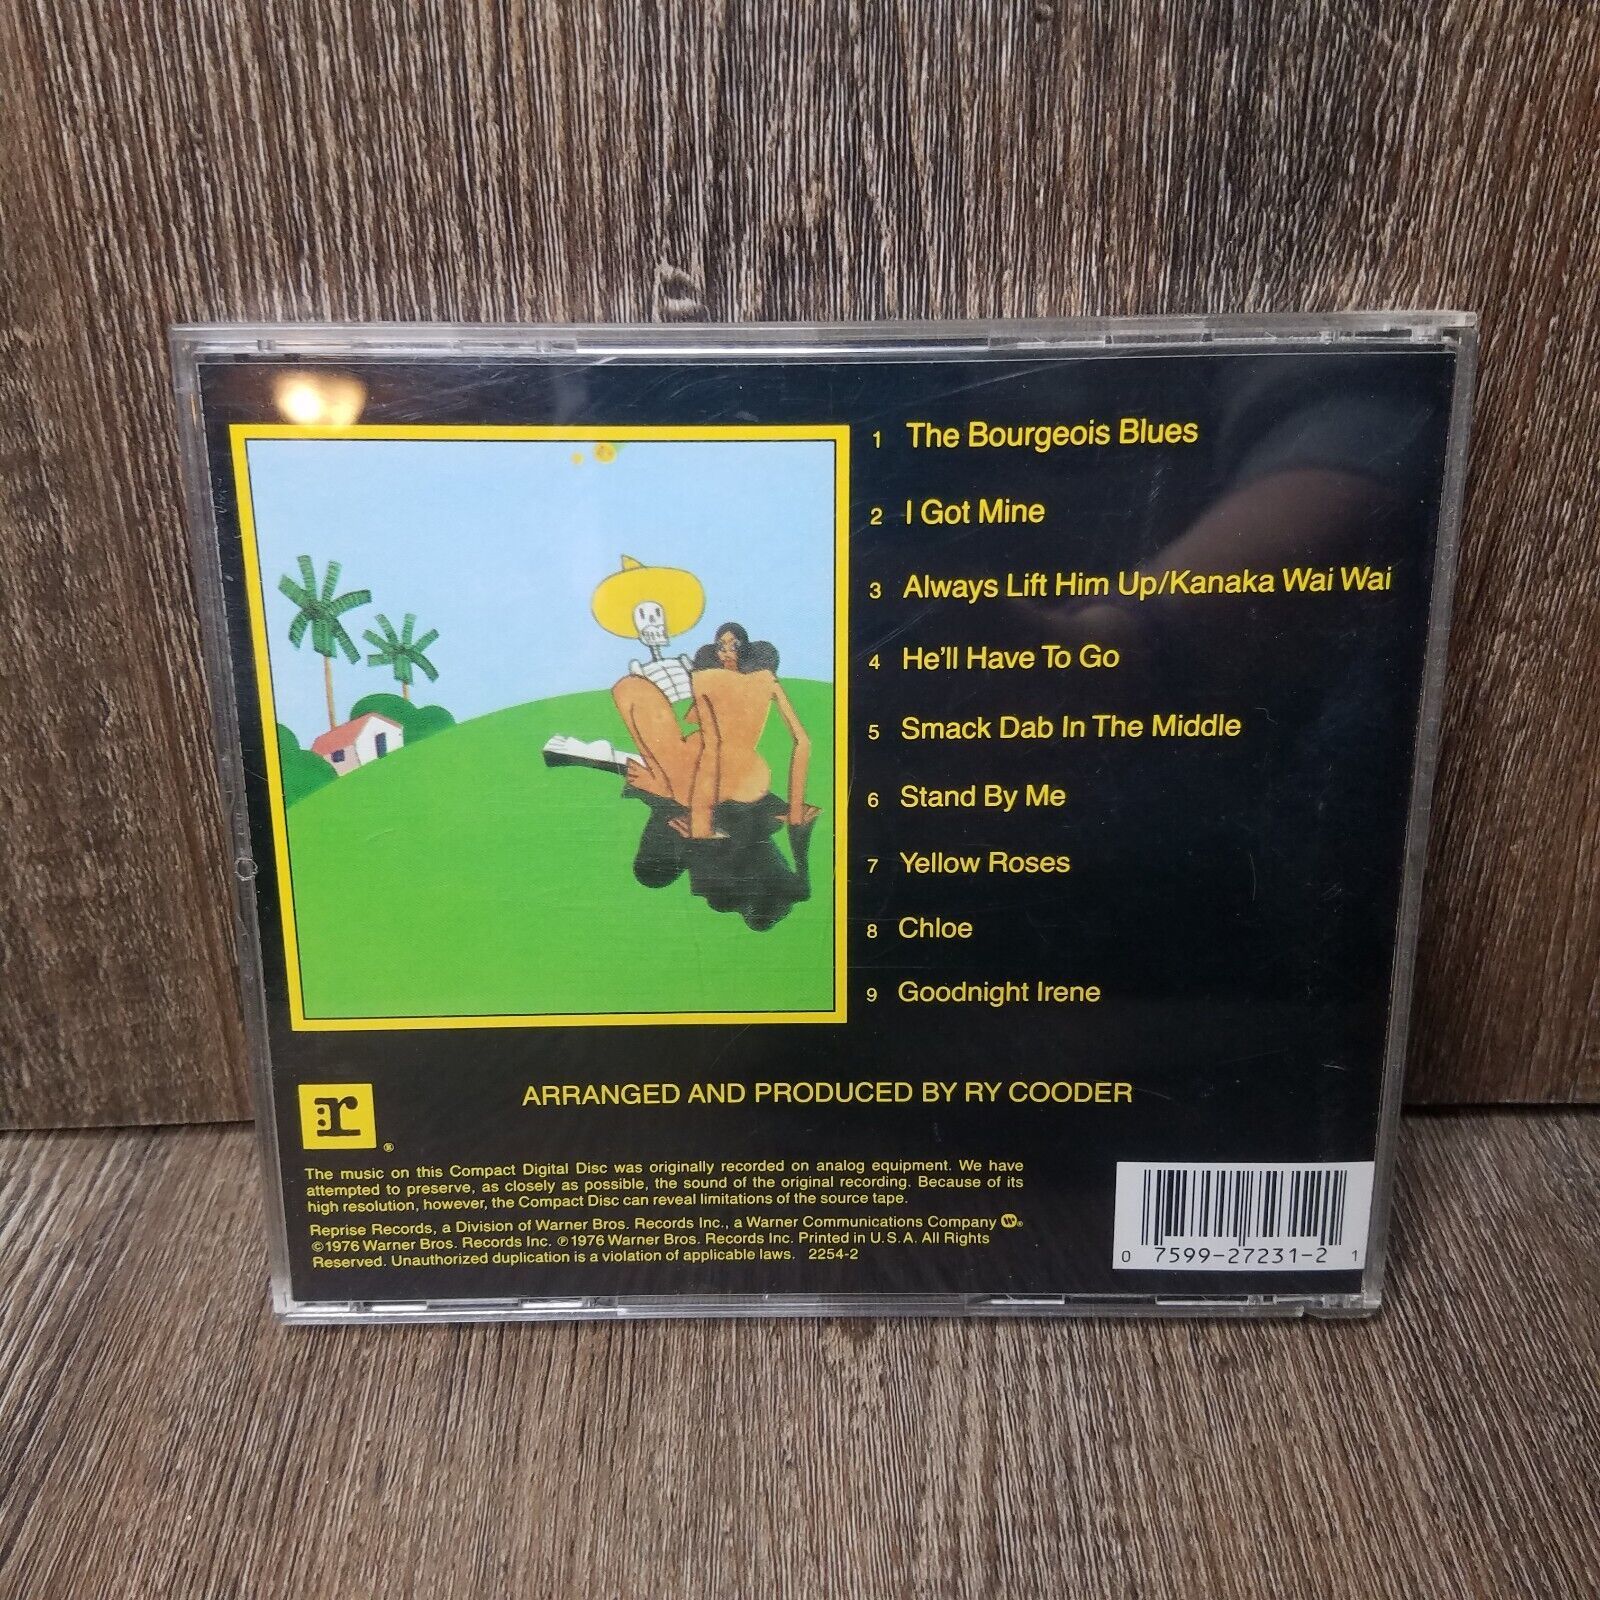 1 The Bourgeois Blues
2 I Got Mine
3 Always Lift Him Up/Kanaka Wai Wai
4 He'll Have To Go
5 Smack Dab In The Middle
6 Stand By Me
7 Yellow Roses
8 Chloe
9 Goodnight Irene
ARRANGED AND PRODUCED BY RY COODER
:r ®
The music on this Compact Digital Disc was originally recorded on analog equipment. We have
attempted to preserve, as closely as possible, the sound of the original recording. Because of its
high resolution, however, the Compact Disc can reveal limitations of the source tape.
Reprise Records, a Division of Warner Bros. Records Inc., a Warner Communications Company W®
©1976 Warner Bros. Records Inc. ℗1976 Warner Bros. Records Inc. Printed in U.S.A. All Rights
Reserved. Unauthorized duplication is a violation of applicable laws. 2254-2
0 7599-27231-2 1